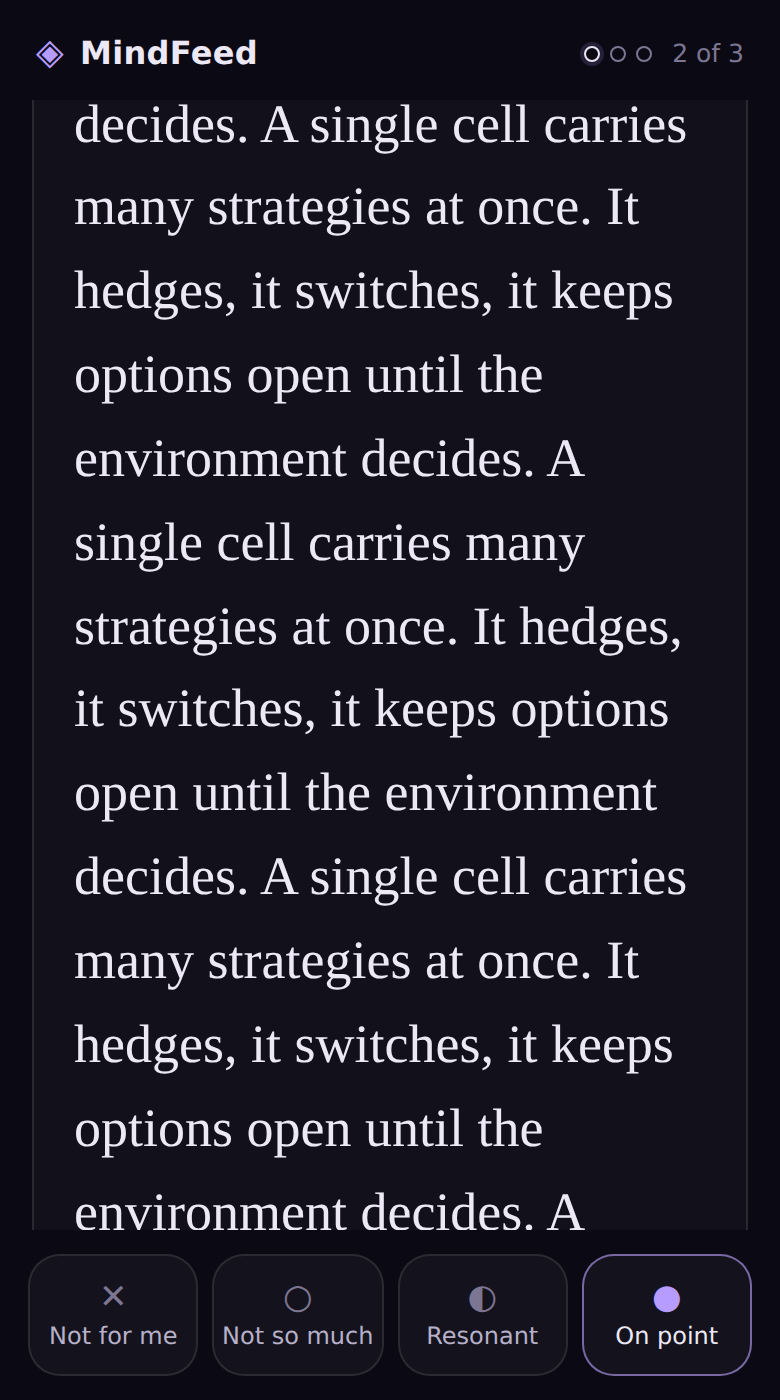 MindFeed
2 of 3
decides. A single cell carries
many strategies at once. It
hedges, it switches, it keeps
options open until the
environment decides. A
single cell carries many
strategies at once. It hedges,
it switches, it keeps options
open until the environment
decides. A single cell carries
many strategies at once. It
hedges, it switches, it keeps
options open until the
environment decides. A
Not for me
Not so much
Resonant
On point